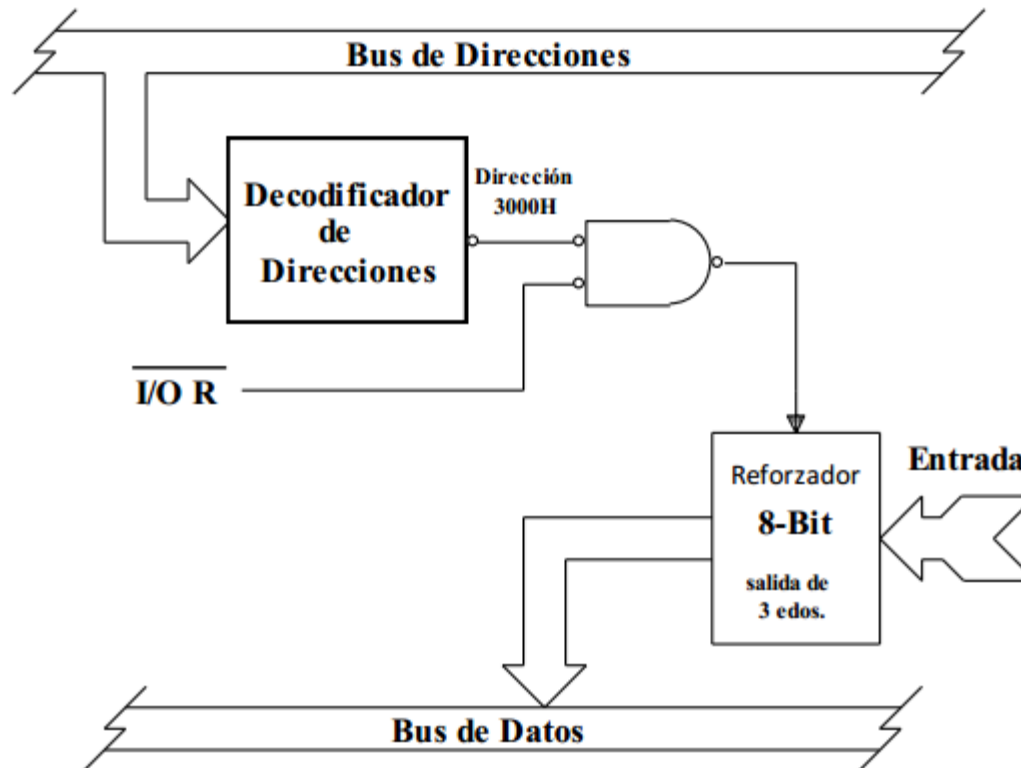 Bus de Direcciones
Decodificador
de
Direcciones
Dirección
3000H
I/O R
Entrada
Reforzador
8-Bit
salida de
3 edos.
Bus de Datos